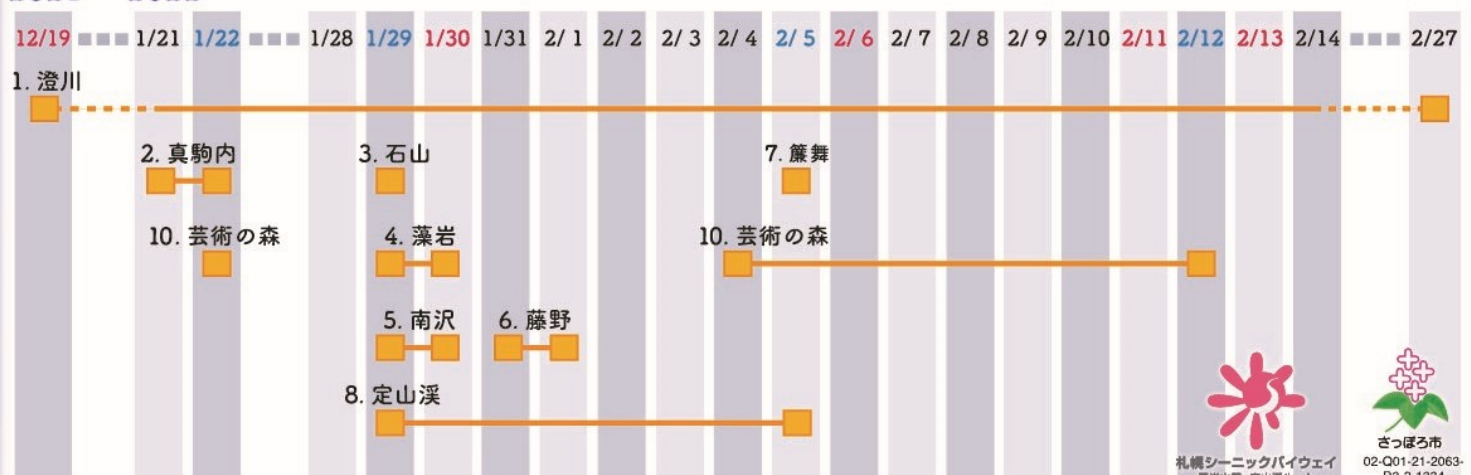 12/19 1/21 1/22 1/28 1/29 1/30 1/31 2/1 2/2 2/3 2/4 2/5 2/6 2/7 2/8 2/9 2/10 2/11 2/12 2/13 2/14 2/27
1. 澄川
2. 真駒内 3. 石山 7. 簾舞
10. 芸術の森 4. 藻岩 10. 芸術の森
5. 南沢 6. 藤野
8. 定山渓
さっぽろ市
札幌シーニックバイウェイ
02-Q01-21-2063-